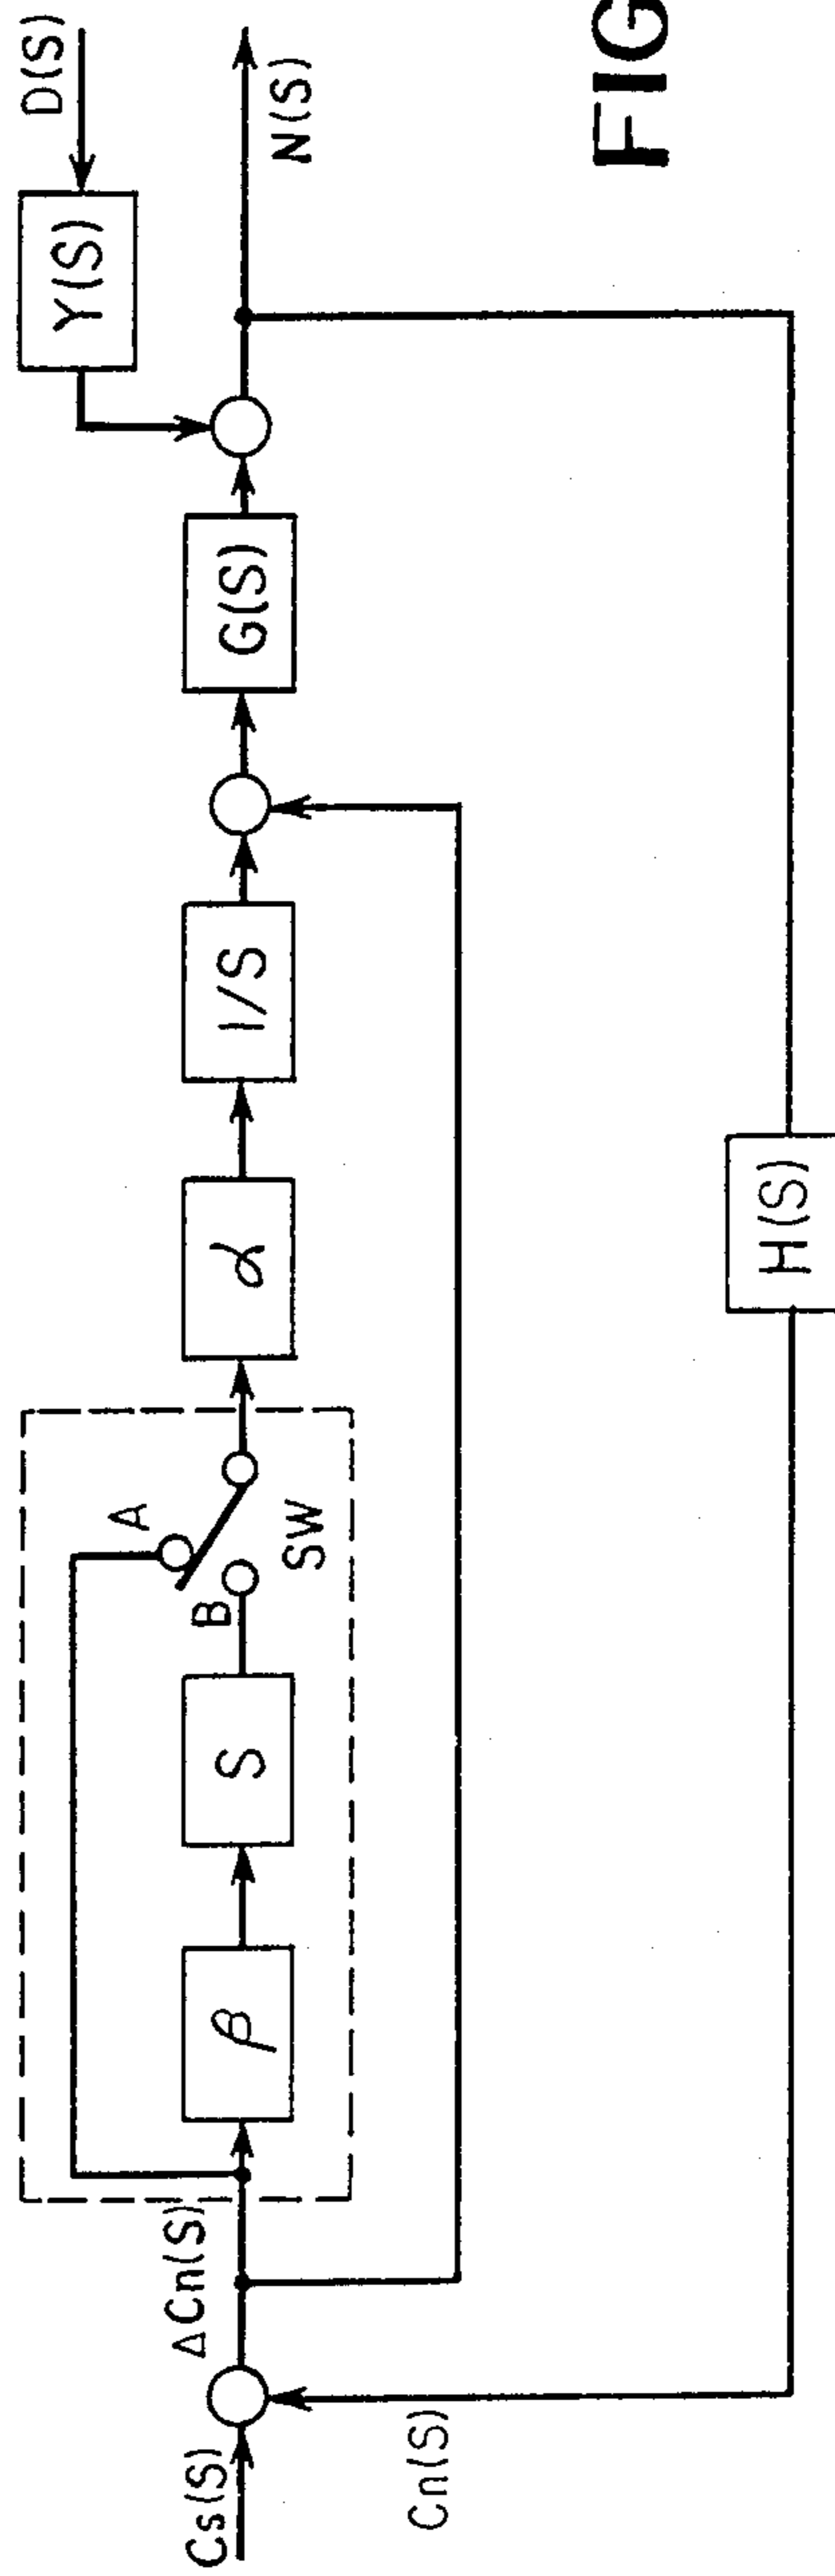 Cs(S)
ΔCn(S)
β
S
B
A
SW
α
1/S
G(S)
Y(S)
D(S)
N(S)
Cn(S)
H(S)
FIG